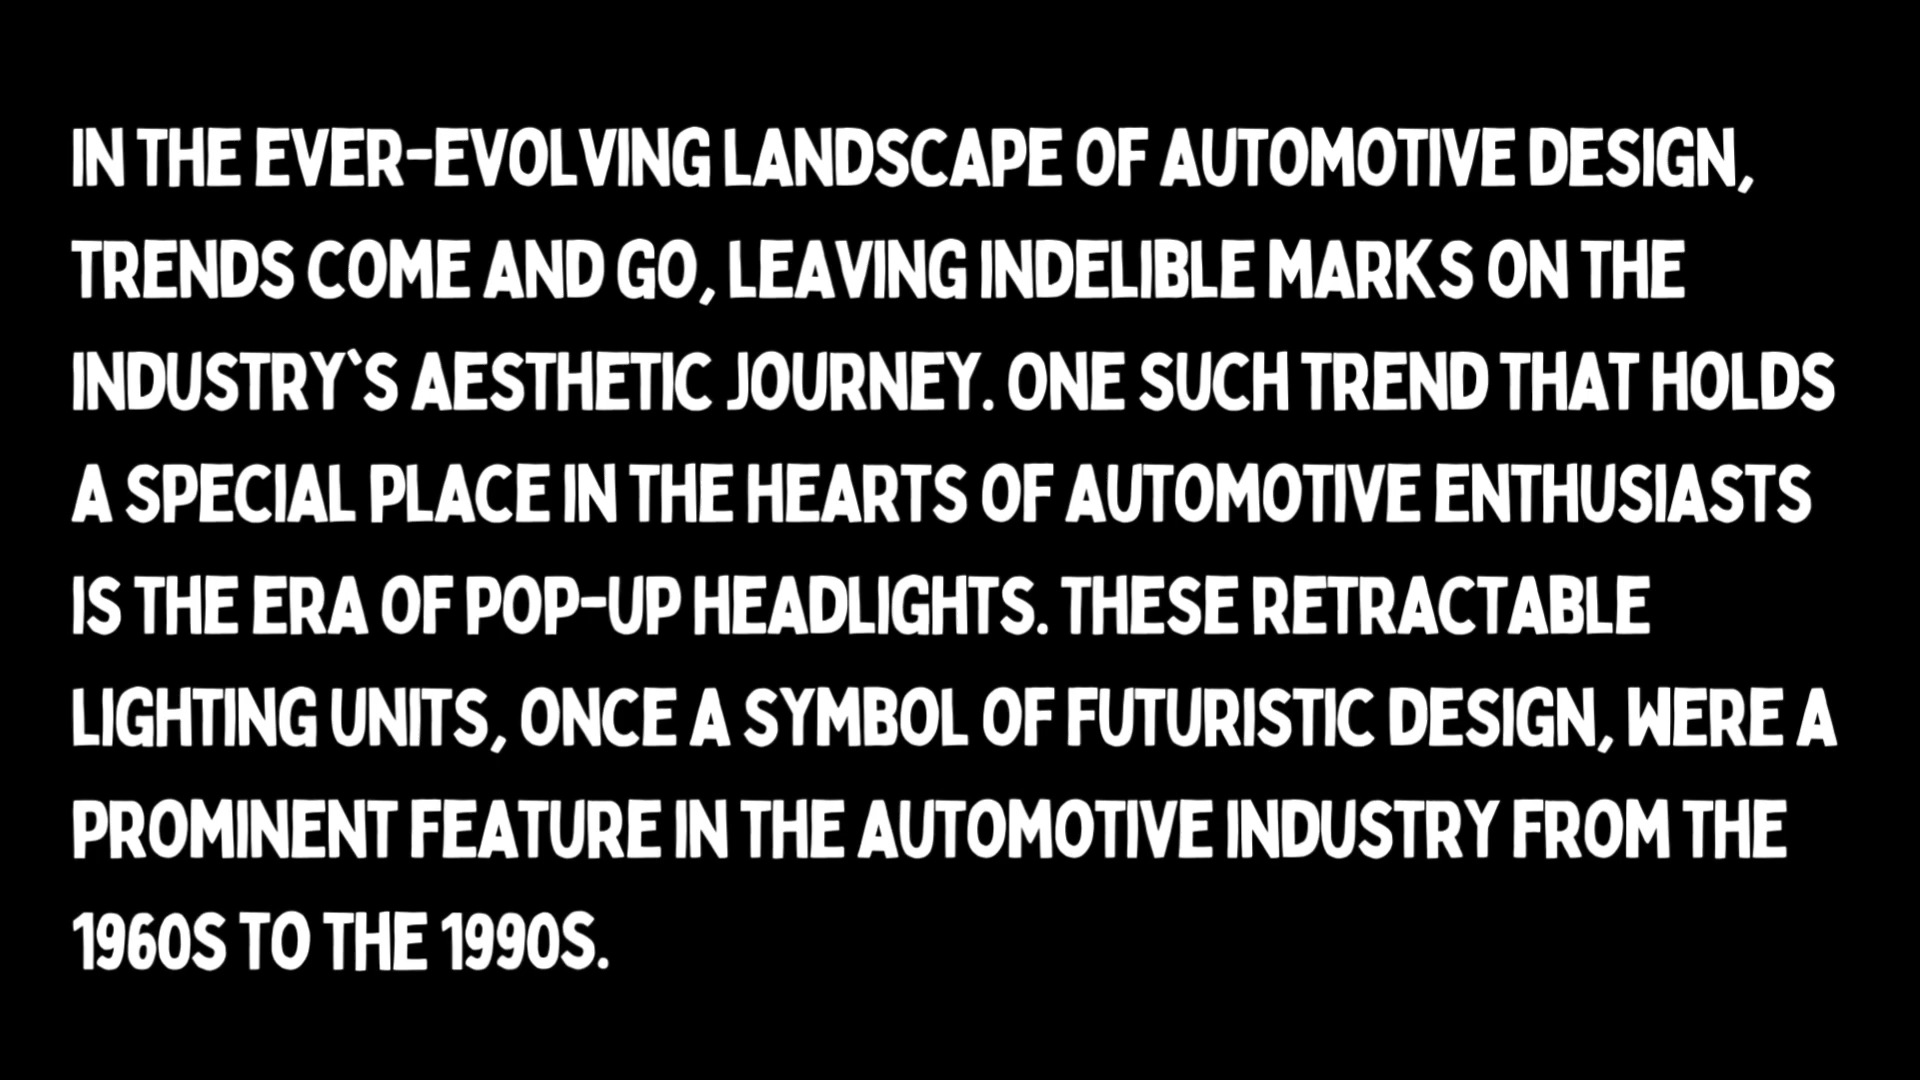 IN THE EVER-EVOLVING LANDSCAPE OF AUTOMOTIVE DESIGN,
TRENDS COME AND GO, LEAVING INDELIBLE MARKS ON THE
INDUSTRY`S AESTHETIC JOURNEY. ONE SUCH TREND THAT HOLDS
A SPECIAL PLACE IN THE HEARTS OF AUTOMOTIVE ENTHUSIASTS
IS THE ERA OF POP-UP HEADLIGHTS. THESE RETRACTABLE
LIGHTING UNITS, ONCE A SYMBOL OF FUTURISTIC DESIGN, WERE A
PROMINENT FEATURE IN THE AUTOMOTIVE INDUSTRY FROM THE
1960S TO THE 1990S.